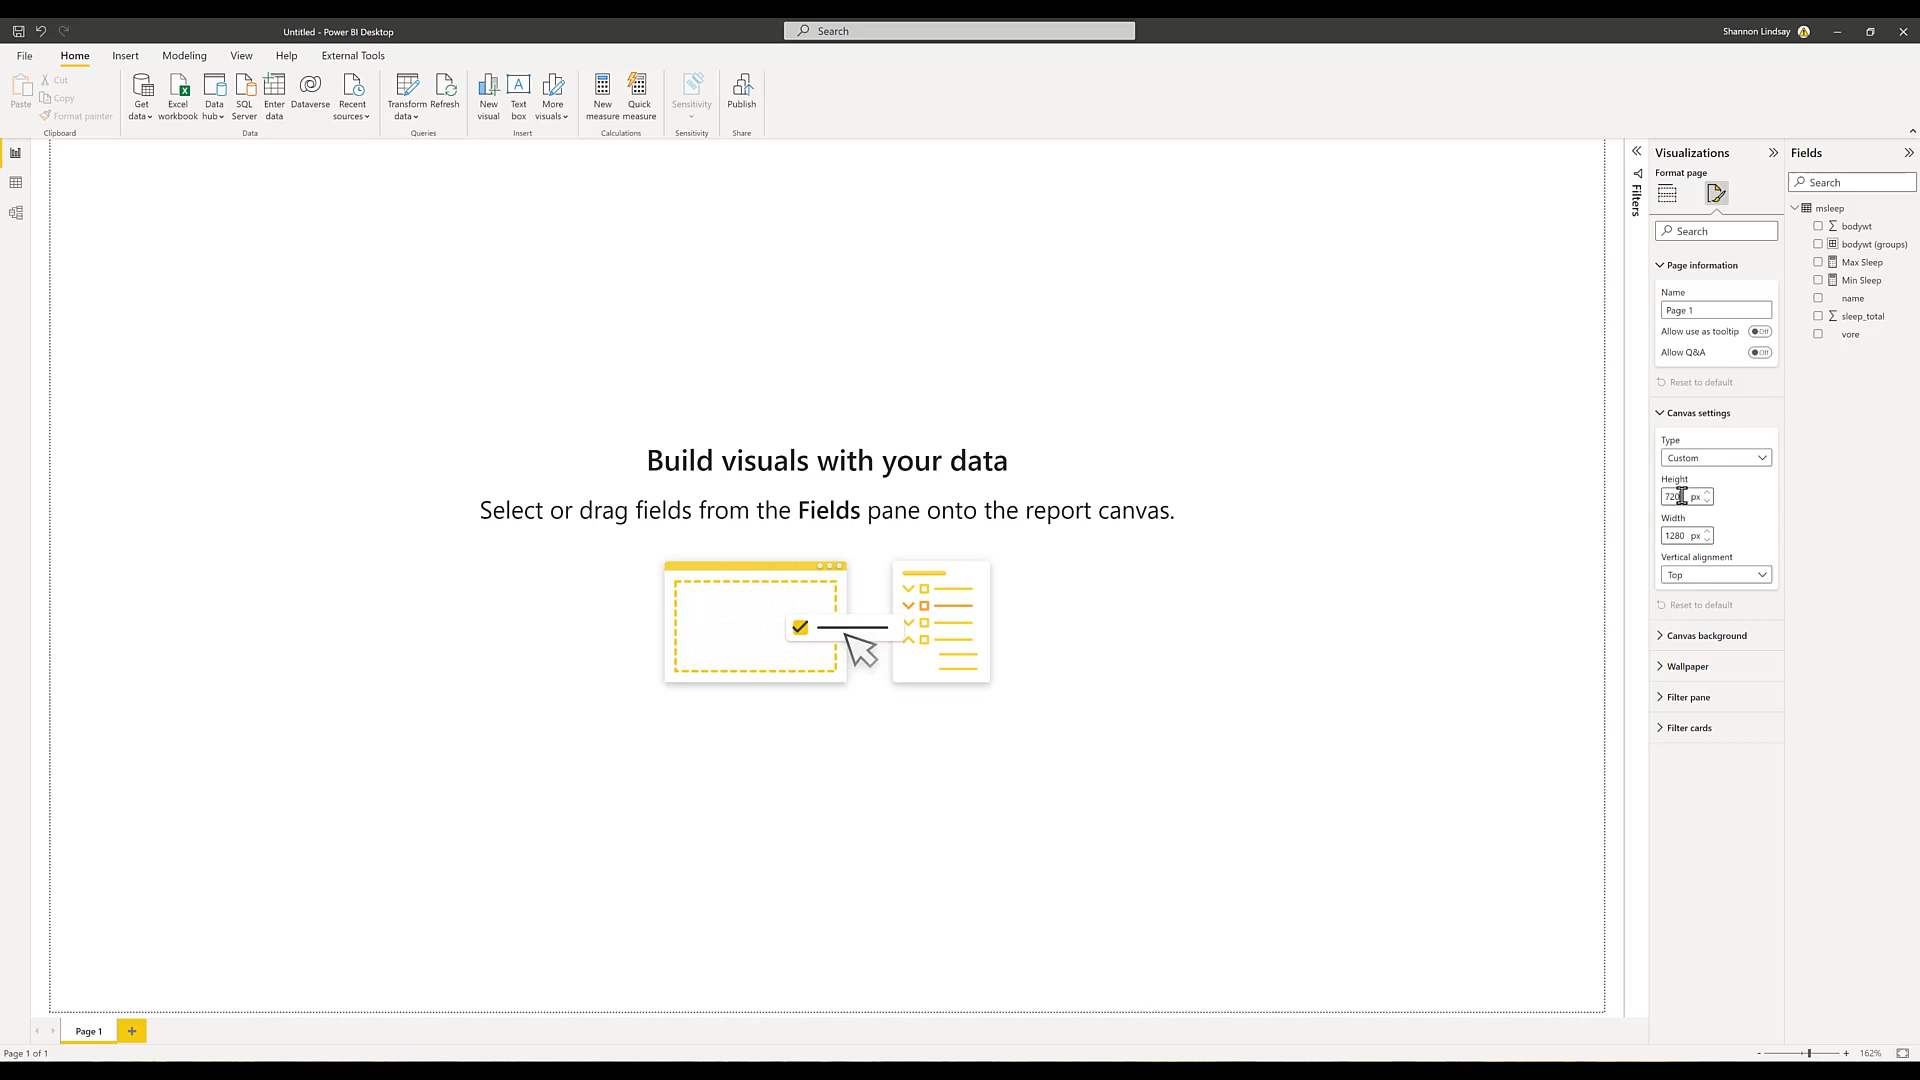 Untitled - Power BI Desktop
Search
Shannon Lindsay
File Home Insert Modeling View Help External Tools
Paste
Cut
Copy
Format painter
Clipboard
Get data
Excel workbook
Data hub
SQL Server
Enter data
Dataverse
Recent sources
Data
Transform data
Refresh
Queries
New visual
Text box
More visuals
Insert
New measure
Quick measure
Calculations
Sensitivity
Sensitivity
Publish
Share
Build visuals with your data
Select or drag fields from the Fields pane onto the report canvas.
Filters
Visualizations
Format page
Search
Page information
Name
Page 1
Allow use as tooltip Off
Allow Q&A Off
Reset to default
Canvas settings
Type
Custom
Height
720 px
Width
1280 px
Vertical alignment
Top
Reset to default
Canvas background
Wallpaper
Filter pane
Filter cards
Fields
Search
msleep
bodywt
bodywt (groups)
Max Sleep
Min Sleep
name
sleep_total
vore
Page 1
Page 1 of 1
162%